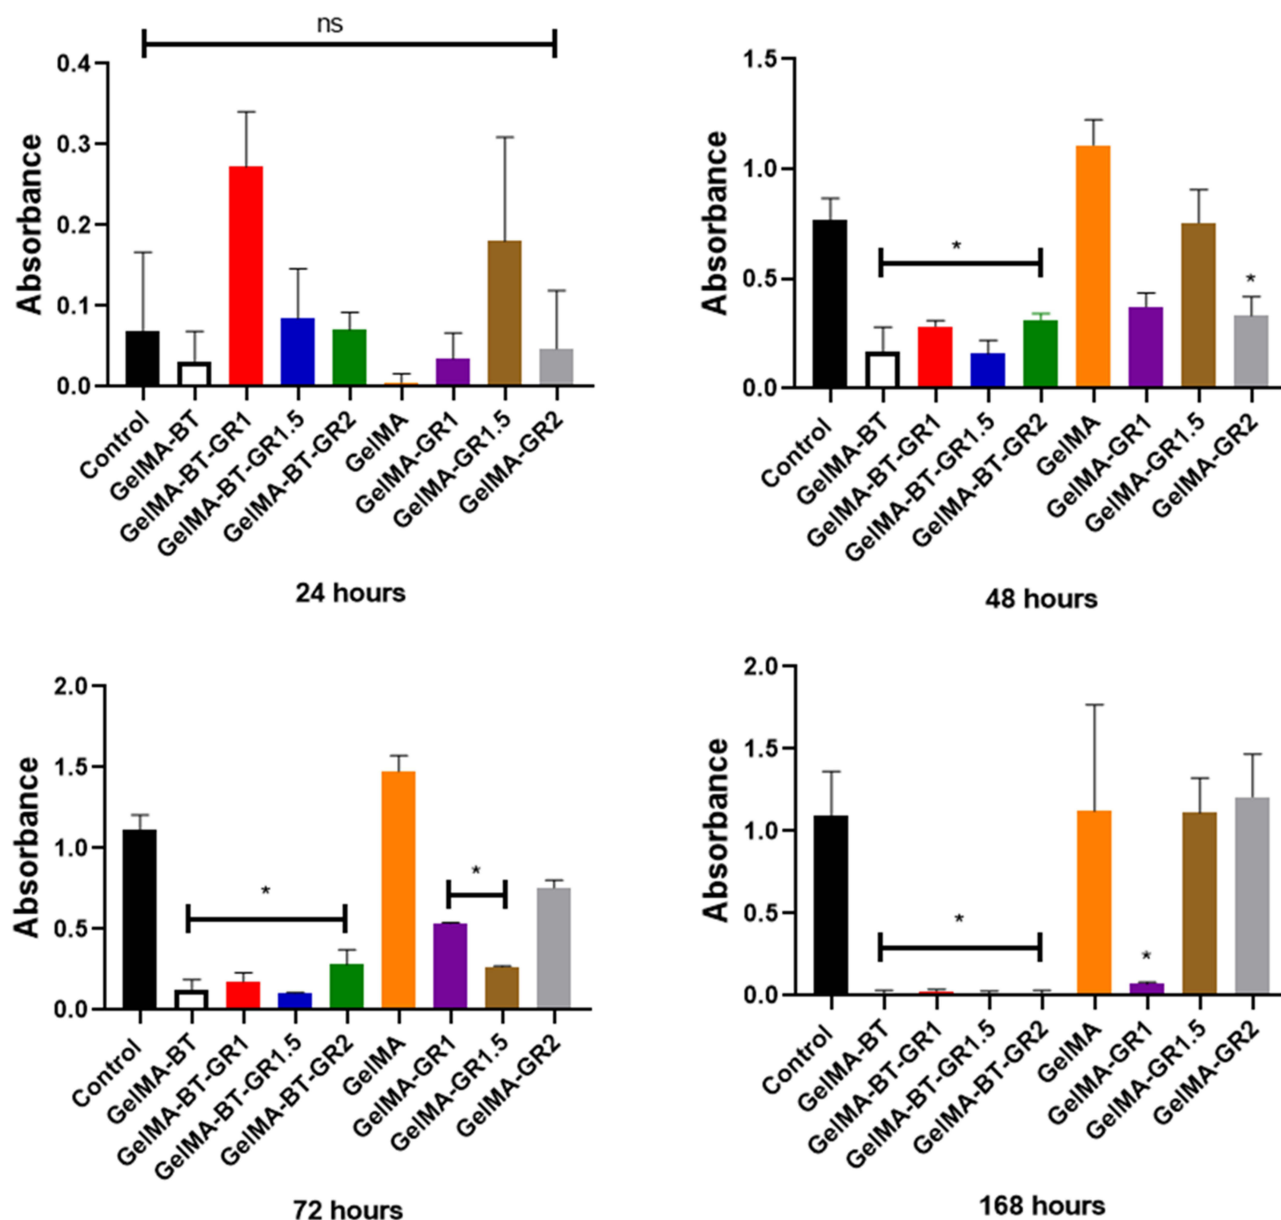 ns
Absorbance
0.4
0.3
0.2
0.1
0.0
Control
GelMA-BT
GelMA-BT-GR1
GelMA-BT-GR1.5
GelMA-BT-GR2
GelMA
GelMA-GR1
GelMA-GR1.5
GelMA-GR2
24 hours
Absorbance
1.5
1.0
0.5
0.0
*
*
Control
GelMA-BT
GelMA-BT-GR1
GelMA-BT-GR1.5
GelMA-BT-GR2
GelMA
GelMA-GR1
GelMA-GR1.5
GelMA-GR2
48 hours
Absorbance
2.0
1.5
1.0
0.5
0.0
*
*
Control
GelMA-BT
GelMA-BT-GR1
GelMA-BT-GR1.5
GelMA-BT-GR2
GelMA
GelMA-GR1
GelMA-GR1.5
GelMA-GR2
72 hours
Absorbance
2.0
1.5
1.0
0.5
0.0
*
*
Control
GelMA-BT
GelMA-BT-GR1
GelMA-BT-GR1.5
GelMA-BT-GR2
GelMA
GelMA-GR1
GelMA-GR1.5
GelMA-GR2
168 hours